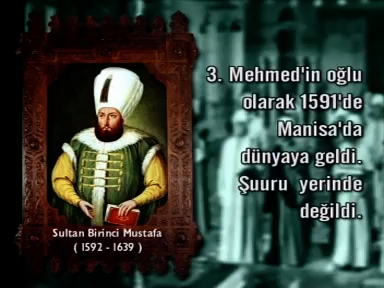 3. Mehmed'in oğlu
olarak 1591'de
Manisa'da
dünyaya geldi.
Şuuru yerinde
değildi.
Sultan Birinci Mustafa
( 1592 - 1639 )